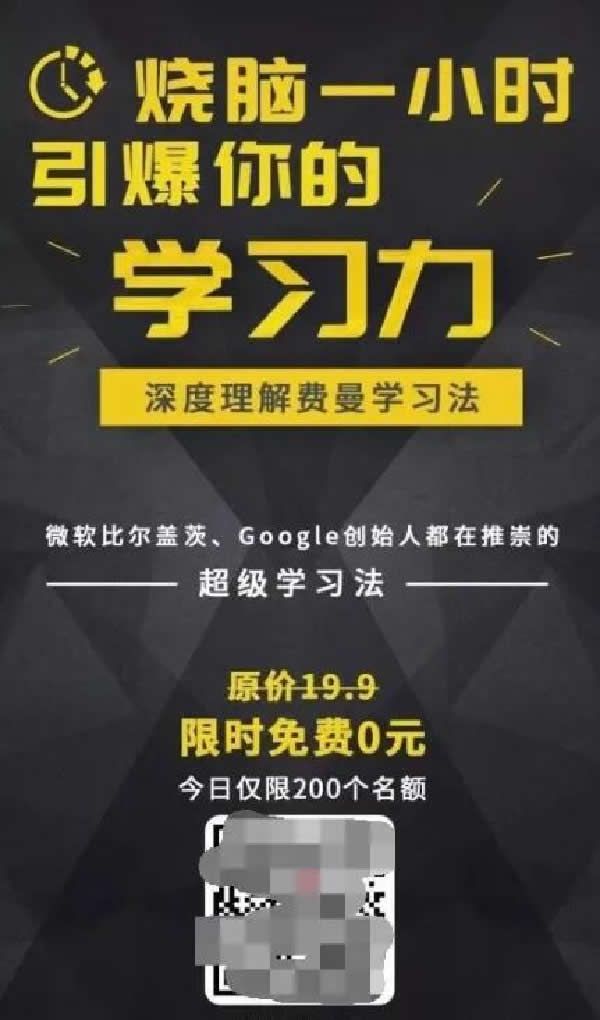 烧脑一小时
引爆你的
学习力
深度理解费曼学习法
微软比尔盖茨、Google创始人都在推崇的
超级学习法
原价19.9
限时免费0元
今日仅限200个名额